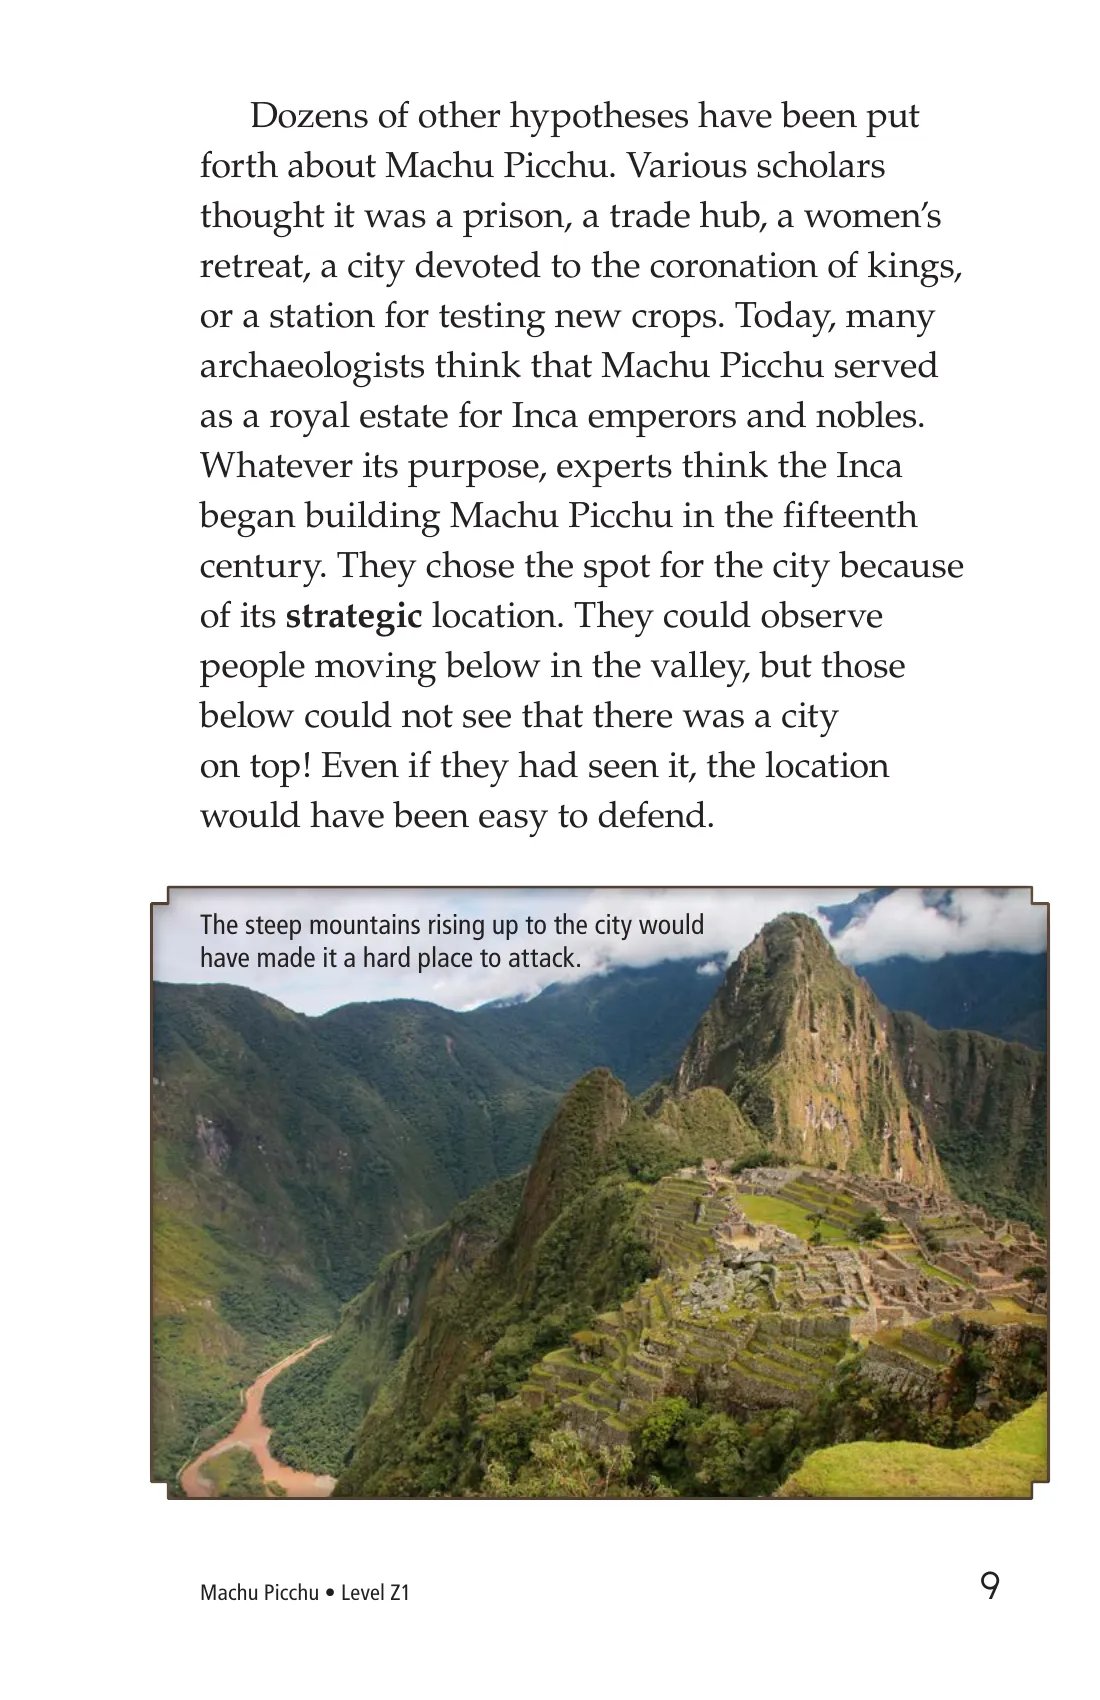 Dozens of other hypotheses have been put
forth about Machu Picchu. Various scholars
thought it was a prison, a trade hub, a women’s
retreat, a city devoted to the coronation of kings,
or a station for testing new crops. Today, many
archaeologists think that Machu Picchu served
as a royal estate for Inca emperors and nobles.
Whatever its purpose, experts think the Inca
began building Machu Picchu in the fifteenth
century. They chose the spot for the city because
of its strategic location. They could observe
people moving below in the valley, but those
below could not see that there was a city
on top! Even if they had seen it, the location
would have been easy to defend.
The steep mountains rising up to the city would
have made it a hard place to attack.
Machu Picchu • Level Z1
9